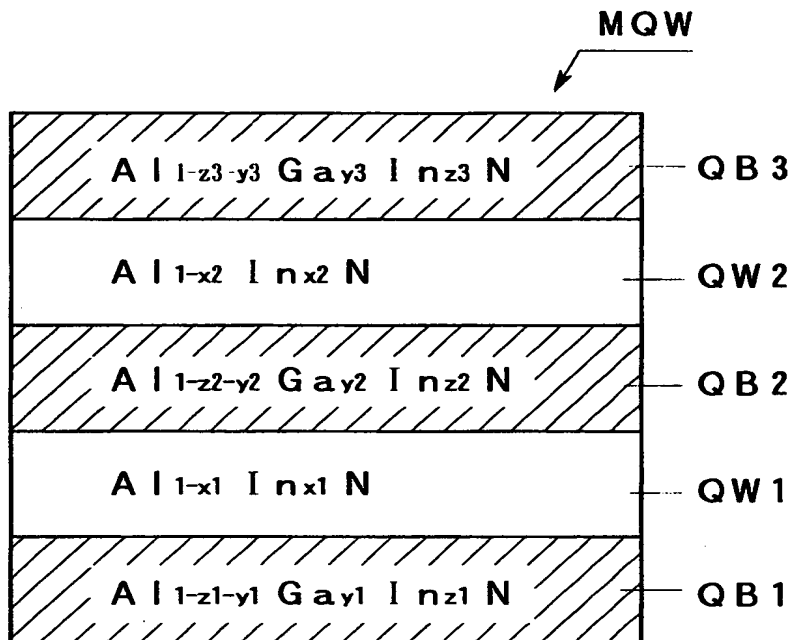 MQW
Al1-z3-y3 Gay3 Inz3 N QB3
Al1-x2 Inx2 N QW2
Al1-z2-y2 Gay2 Inz2 N QB2
Al1-x1 Inx1 N QW1
Al1-z1-y1 Gay1 Inz1 N QB1